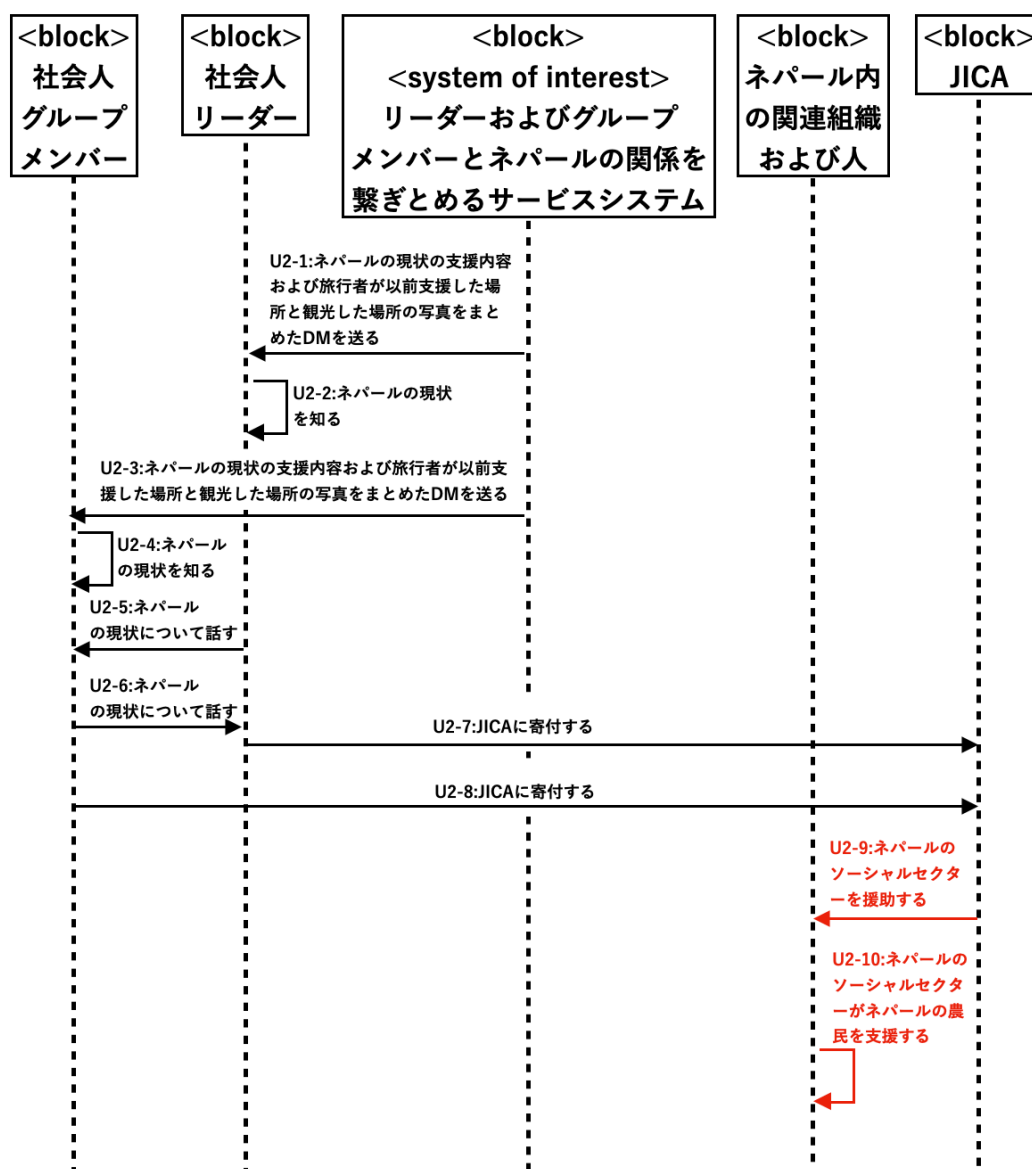 <block>
社会人
グループ
メンバー
<block>
社会人
リーダー
<block>
<system of interest>
リーダーおよびグループ
メンバーとネパールの関係を
繋ぎとめるサービスシステム
<block>
ネパール内
の関連組織
および人
<block>
JICA
U2-1:ネパールの現状の支援内容
および旅行者が以前支援した場
所と観光した場所の写真をまと
めたDMを送る
U2-2:ネパールの現状
を知る
U2-3:ネパールの現状の支援内容および旅行者が以前支
援した場所と観光した場所の写真をまとめたDMを送る
U2-4:ネパール
の現状を知る
U2-5:ネパール
の現状について話す
U2-6:ネパール
の現状について話す
U2-7:JICAに寄付する
U2-8:JICAに寄付する
U2-9:ネパールの
ソーシャルセクタ
ーを援助する
U2-10:ネパールの
ソーシャルセクタ
ーがネパールの農
民を支援する